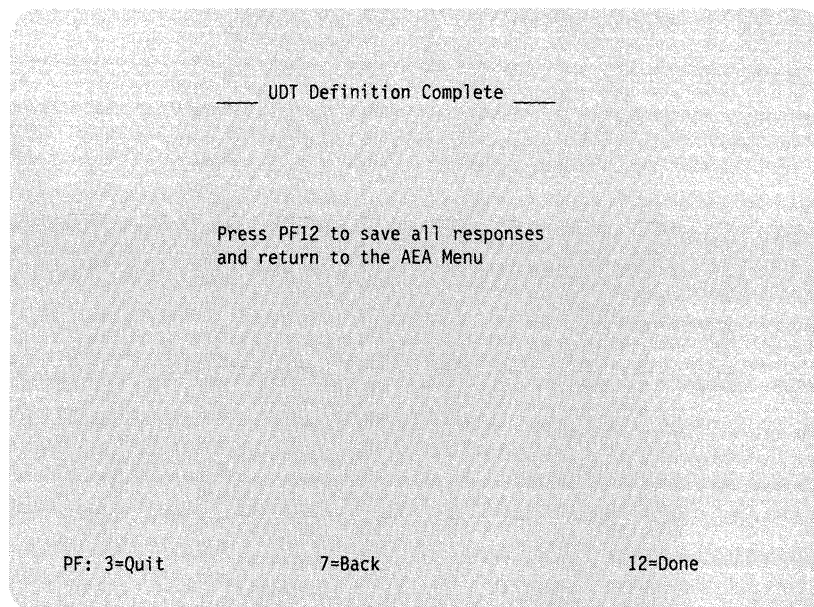 ____ UDT Definition Complete ____
Press PF12 to save all responses
and return to the AEA Menu
PF: 3=Quit 7=Back 12=Done